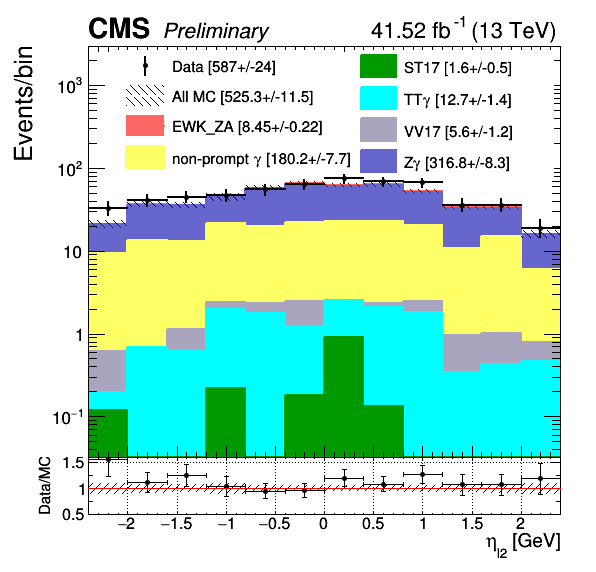 CMS Preliminary 41.52 fb⁻¹ (13 TeV)
Events/bin
Data [587+/-24]
All MC [525.3+/-11.5]
EWK_ZA [8.45+/-0.22]
non-prompt γ [180.2+/-7.7]
ST17 [1.6+/-0.5]
TTγ [12.7+/-1.4]
VV17 [5.6+/-1.2]
Zγ [316.8+/-8.3]
10³
10²
10
1
10⁻¹
Data/MC
1.5
1
0.5
−2 −1.5 −1 −0.5 0 0.5 1 1.5 2
η_l2 [GeV]